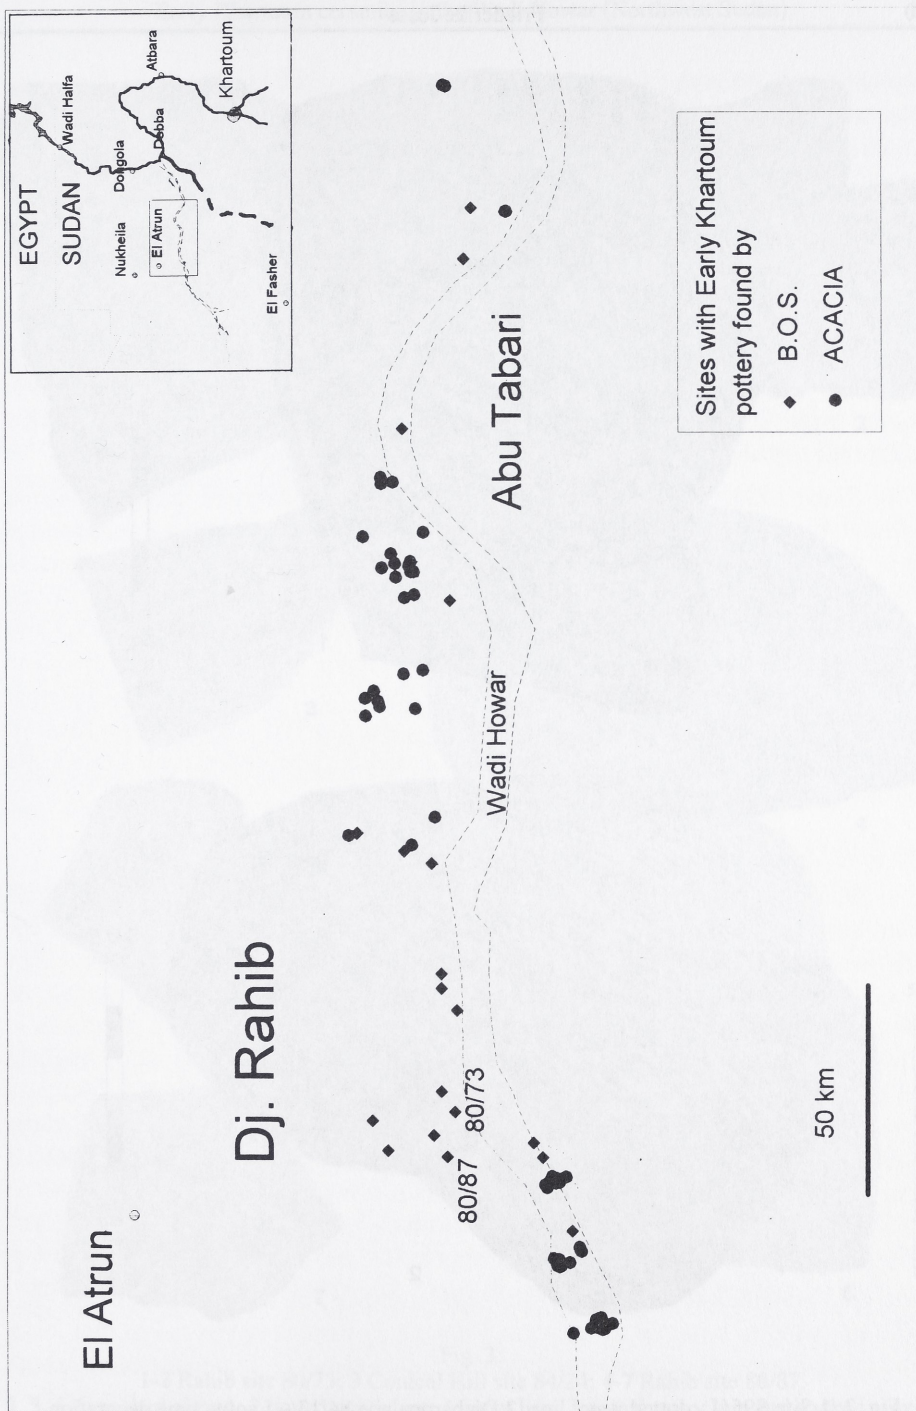 EGYPT
SUDAN
Wadi Halfa
Nukheila
Dongola
El Atrun
Debba
Atbara
Khartoum
El Fasher
El Atrun
Dj. Rahib
80/87
80/73
Wadi Howar
Abu Tabari
50 km
Sites with Early Khartoum
pottery found by
B.O.S.
ACACIA